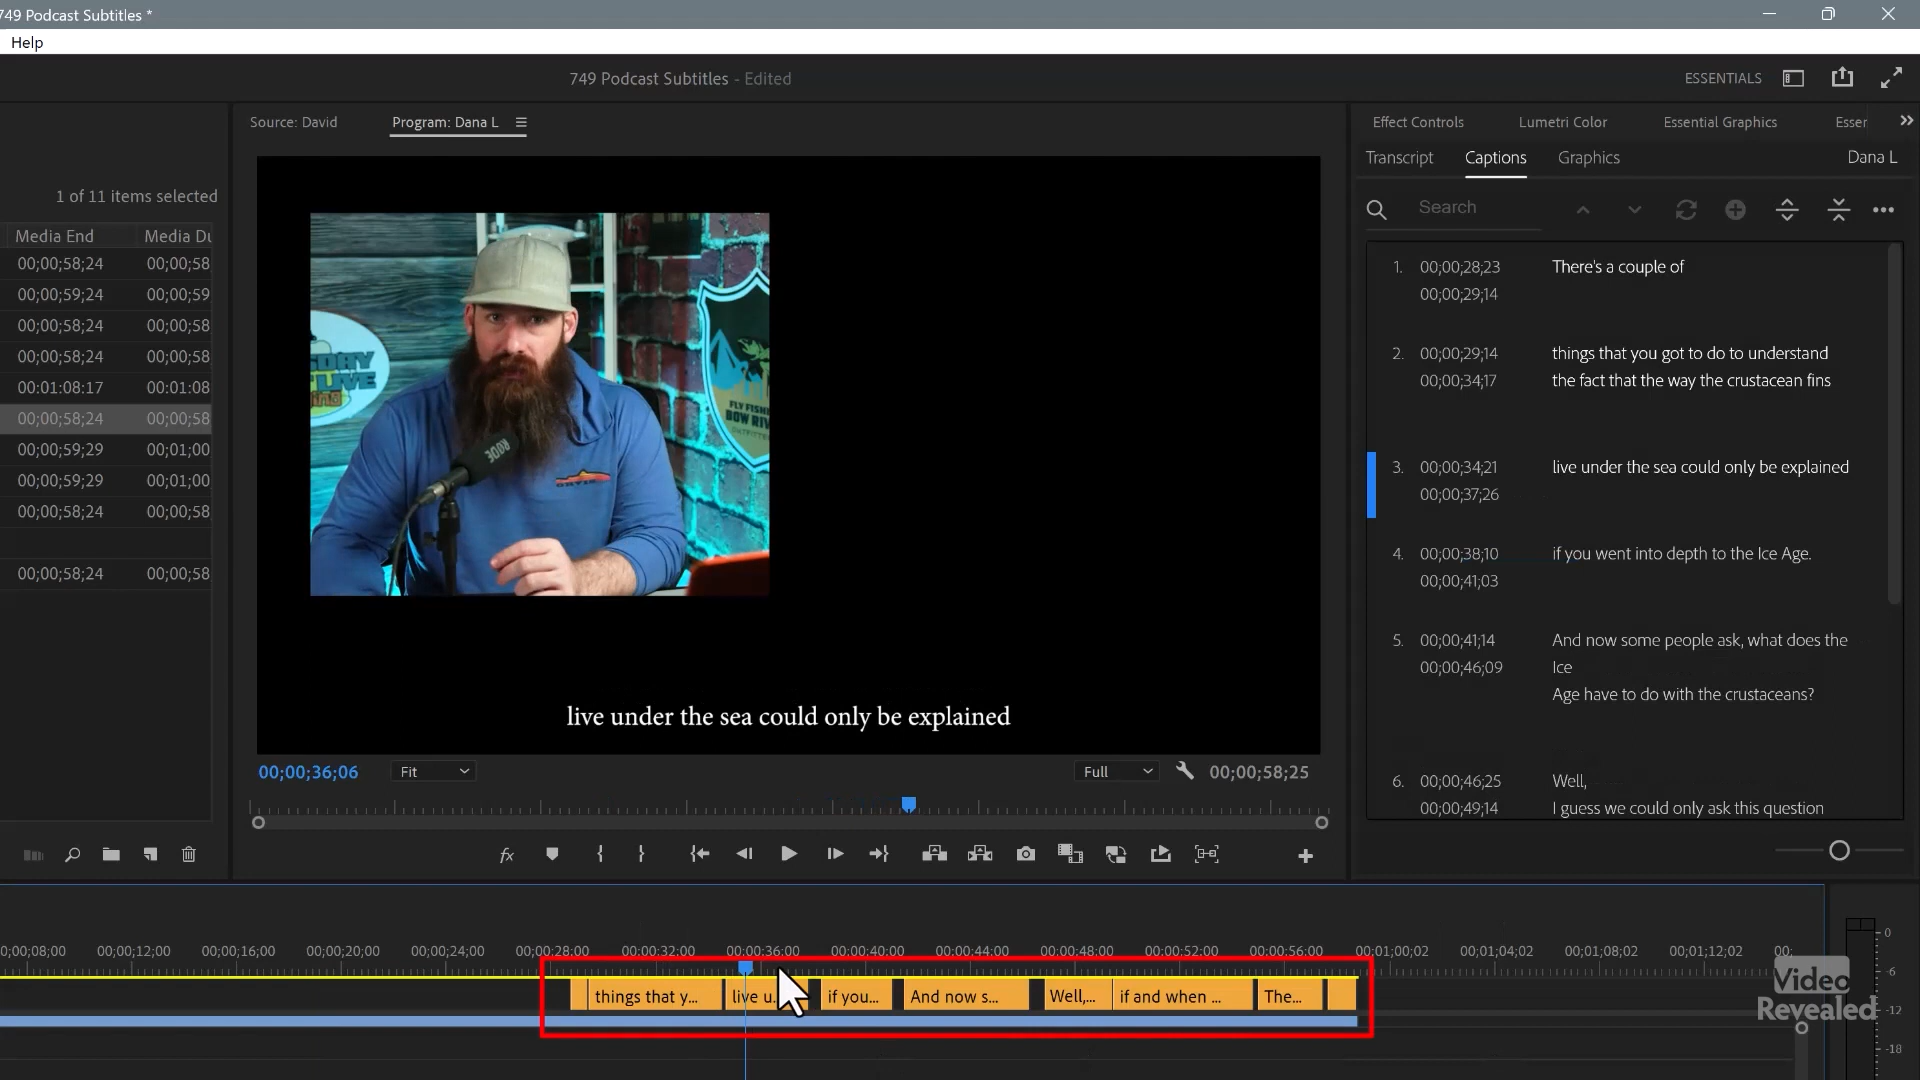 749 Podcast Subtitles *
Help
749 Podcast Subtitles - Edited
ESSENTIALS
Source: David
Program: Dana L
1 of 11 items selected
Media End
Media Du
00;00;58;24
00;00;58
00;00;59;24
00;00;59
00;00;58;24
00;00;58
00;00;58;24
00;00;58
00:01:08:17
00:01:08
00;00;58;24
00;00;58
00;00;59;29
00;01;00
00;00;59;29
00;01;00
00;00;58;24
00;00;58
00;00;58;24
00;00;58
RODE
ORVIS
FLY FISHI
BOW RIV
OUTFITTER
live under the sea could only be explained
00;00;36;06
Fit
Full
00;00;58;25
Effect Controls
Lumetri Color
Essential Graphics
Esser
Transcript
Captions
Graphics
Dana L
Search
1. 00;00;28;23 There's a couple of
00;00;29;14
2. 00;00;29;14 things that you got to do to understand
00;00;34;17 the fact that the way the crustacean fins
3. 00;00;34;21 live under the sea could only be explained
00;00;37;26
4. 00;00;38;10 if you went into depth to the Ice Age.
00;00;41;03
5. 00;00;41;14 And now some people ask, what does the
00;00;46;09 Ice
Age have to do with the crustaceans?
6. 00;00;46;25 Well,
00;00;49;14 I guess we could only ask this question
0;00;08;00
00;00;12;00
00;00;16;00
00;00;20;00
00;00;24;00
00;00;28;00
00;00;32;00
00;00;36;00
00;00;40;00
00;00;44;00
00;00;48;00
00;00;52;00
00;00;56;00
00;01;00;02
00;01;04;02
00;01;08;02
00;01;12;02
00;
things that y...
live u.
if you...
And now s...
Well,...
if and when ...
The...
0
-6
-12
-18
Video
Revealed